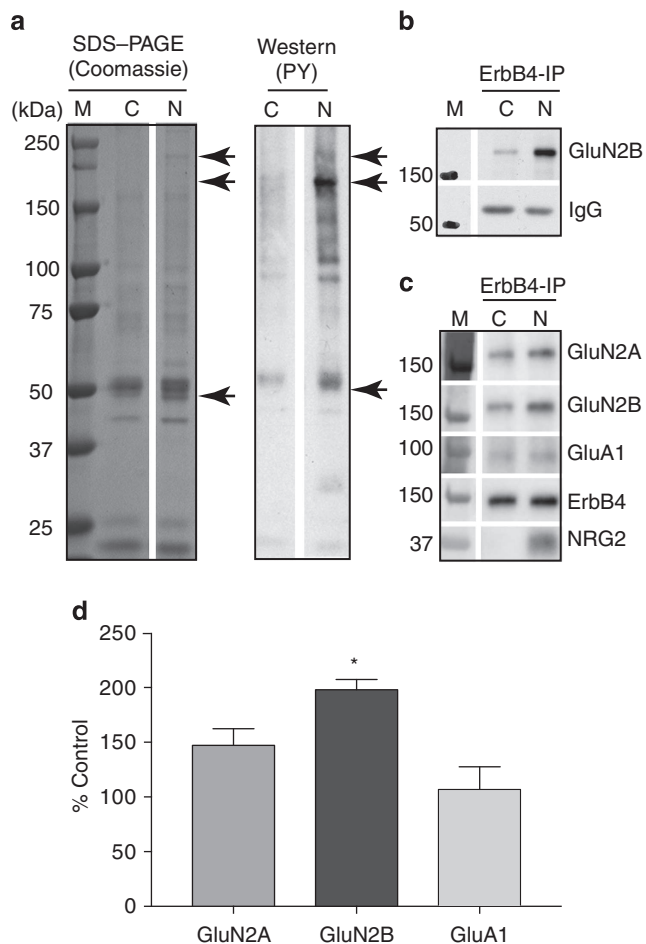 a
SDS–PAGE
(Coomassie)
Western
(PY)
(kDa) M C N
C N
250
150
100
75
50
37
25
b
ErbB4-IP
M C N
GluN2B
150
IgG
50
c
ErbB4-IP
M C N
150 GluN2A
150 GluN2B
100 GluA1
150 ErbB4
37 NRG2
d
% Control
250
200
150
100
50
0
*
GluN2A GluN2B GluA1